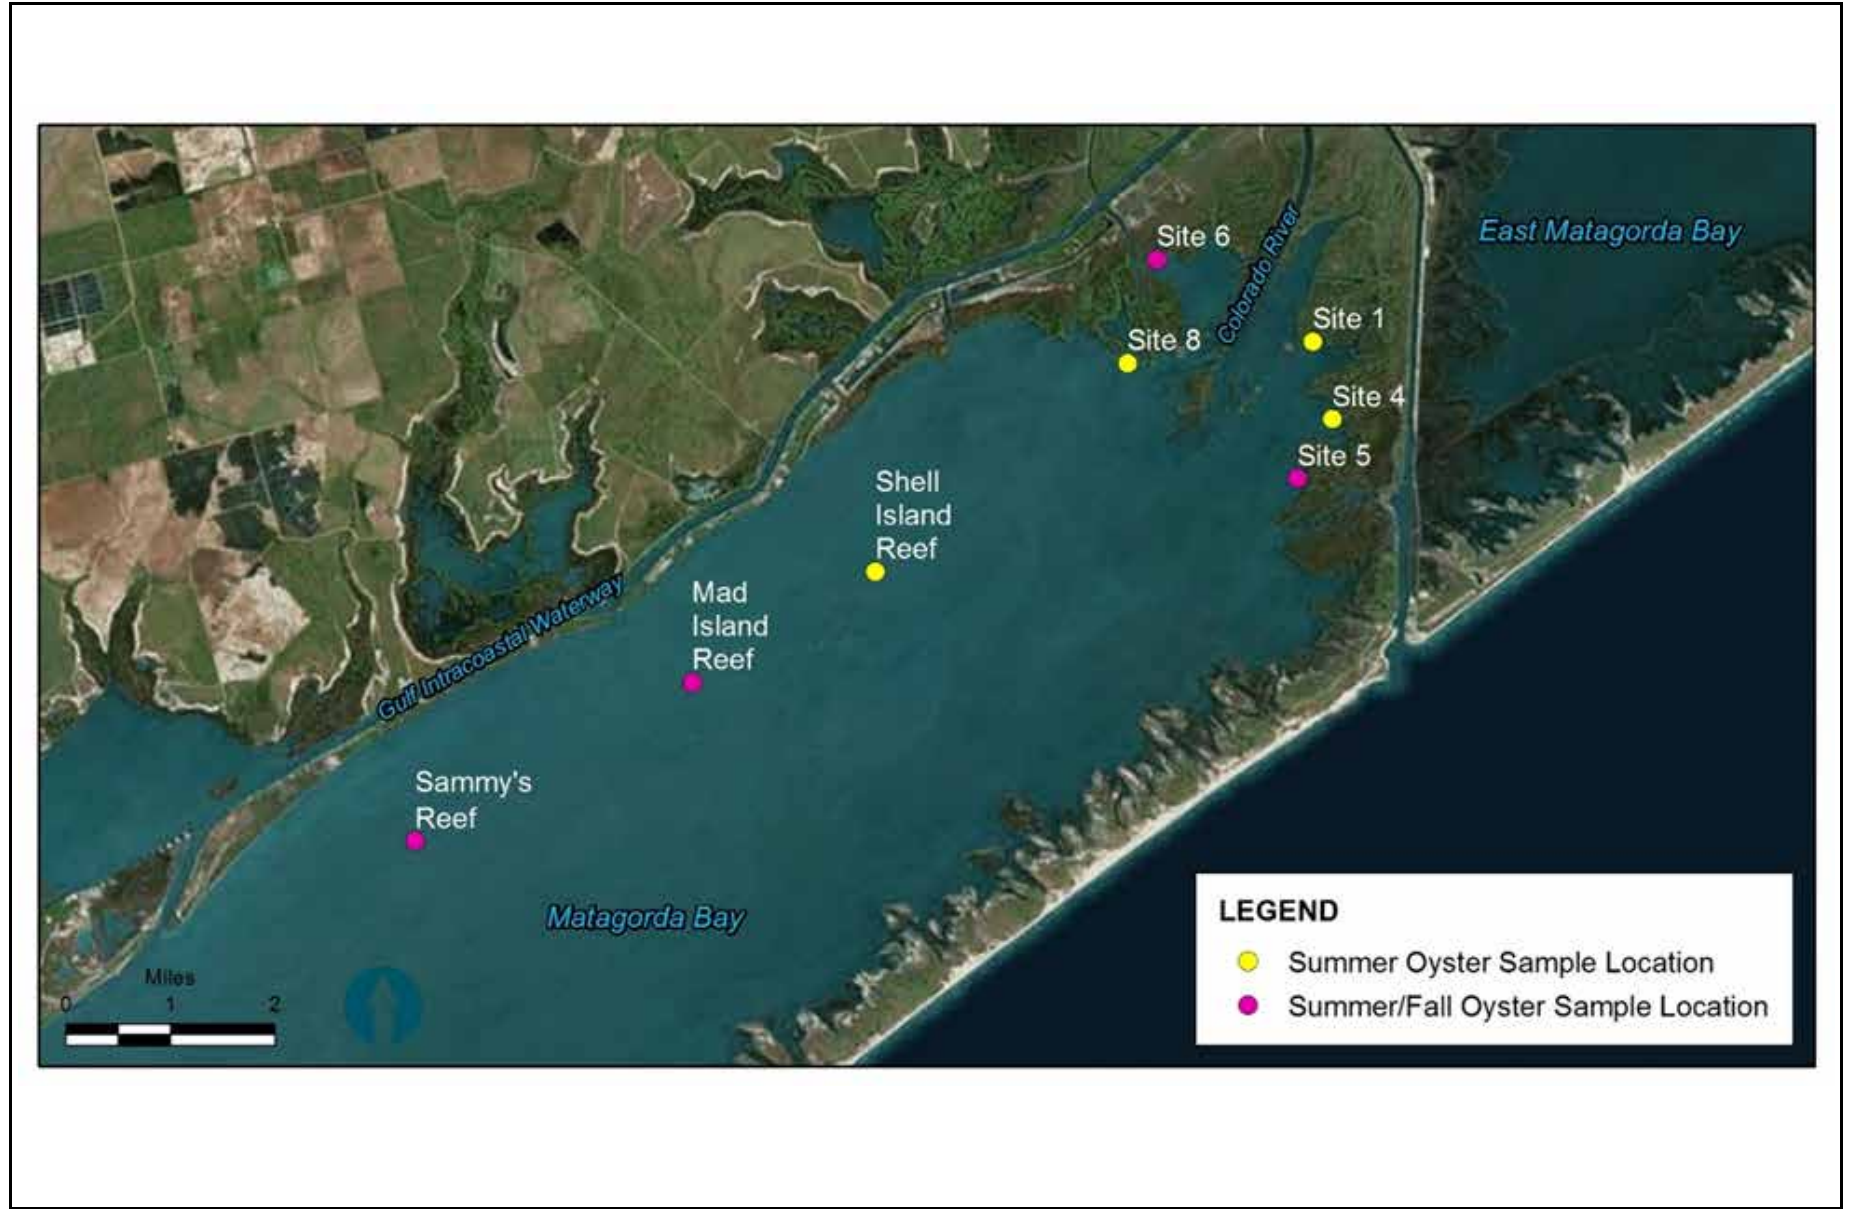 East Matagorda Bay
Site 6
Colorado River
Site 1
Site 8
Site 4
Site 5
Shell
Island
Reef
Gulf Intracoastal Waterway
Mad
Island
Reef
Sammy's
Reef
Matagorda Bay
Miles
0 1 2
LEGEND
Summer Oyster Sample Location
Summer/Fall Oyster Sample Location